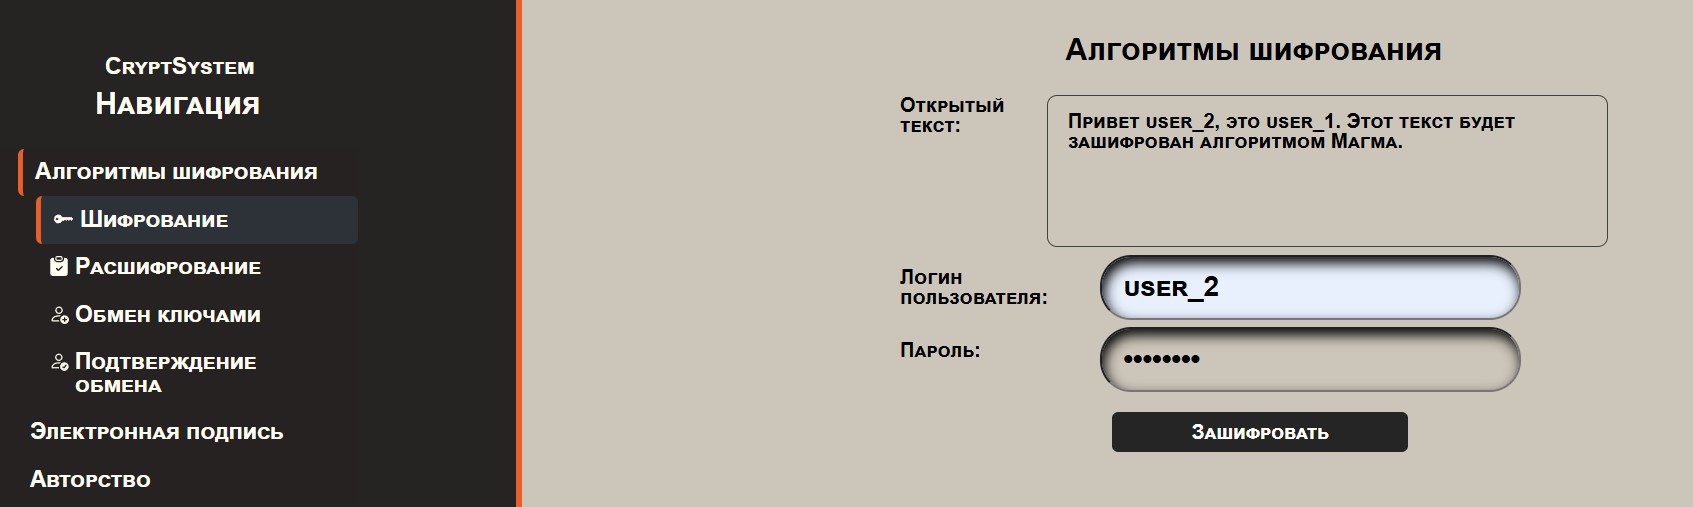 CryptSystem
Навигация
Алгоритмы шифрования
Шифрование
Расшифрование
Обмен ключами
Подтверждение
обмена
Электронная подпись
Авторство
Алгоритмы шифрования
Открытый
текст:
Привет user_2, это user_1. Этот текст будет
зашифрован алгоритмом Магма.
Логин
пользователя:
user_2
Пароль:
••••••••
Зашифровать